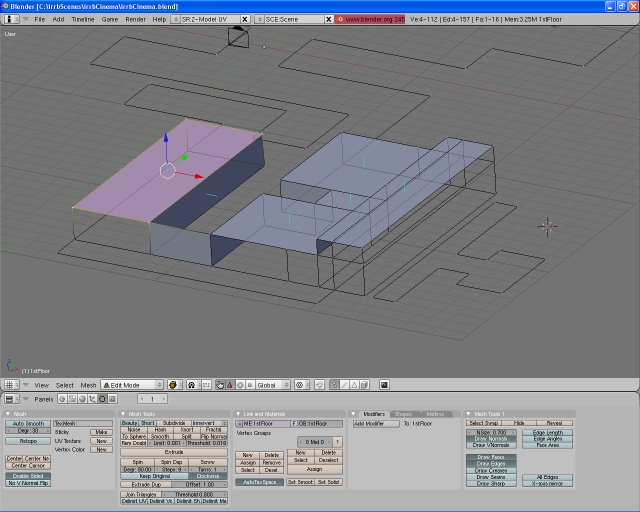 Blender [C:\irrbScenes\irrbCinema\irrbCinema.blend]
File Add Timeline Game Render Help SR:2-Model UV SCE:Scene www.blender.org 245 Ve:4-112 | Ed:4-157 | Fa:1-16 | Mem:3.25M 1stFloor
User
(1) 1stFloor
View Select Mesh Edit Mode Global
Panels 1
Mesh
Auto Smooth
Degr: 30
Retopo
Center Center Ne
Center Cursor
Double Sided
No V.Normal Flip
TexMesh:
Sticky Make
UV Texture New
Vertex Color New
Mesh Tools
Beauty Short Subdivide Innervert
Noise Hash Xsort Fractal
To Sphere Smooth Split Flip Normal
Rem Doubl Limit: 0.001 Threshold: 0.018
Extrude
Spin Spin Dup Screw
Degr: 90.00 Steps: 9 Turns: 1
Keep Original Clockwise
Extrude Dup Offset: 1.00
Join Triangles Threshold 0.800
Delimit UV Delimit Vc Delimit Sh Delimit Ma
Link and Materials
ME:1stFloor F OB:1stFloor
Vertex Groups
0 Mat 0 ?
New Delete
Assign Remove
Select Desel.
AutoTexSpace
New Delete
Select Deselect
Assign
Set Smoot Set Solid
Modifiers Shapes Multires
Add Modifier To: 1stFloor
Mesh Tools 1
Select Swap Hide Reveal
NSize: 0.700
Draw Normals
Draw VNormals
Edge Length
Edge Angles
Face Area
Draw Faces
Draw Edges
Draw Creases
Draw Seams
Draw Sharp
All Edges
X-axis mirror